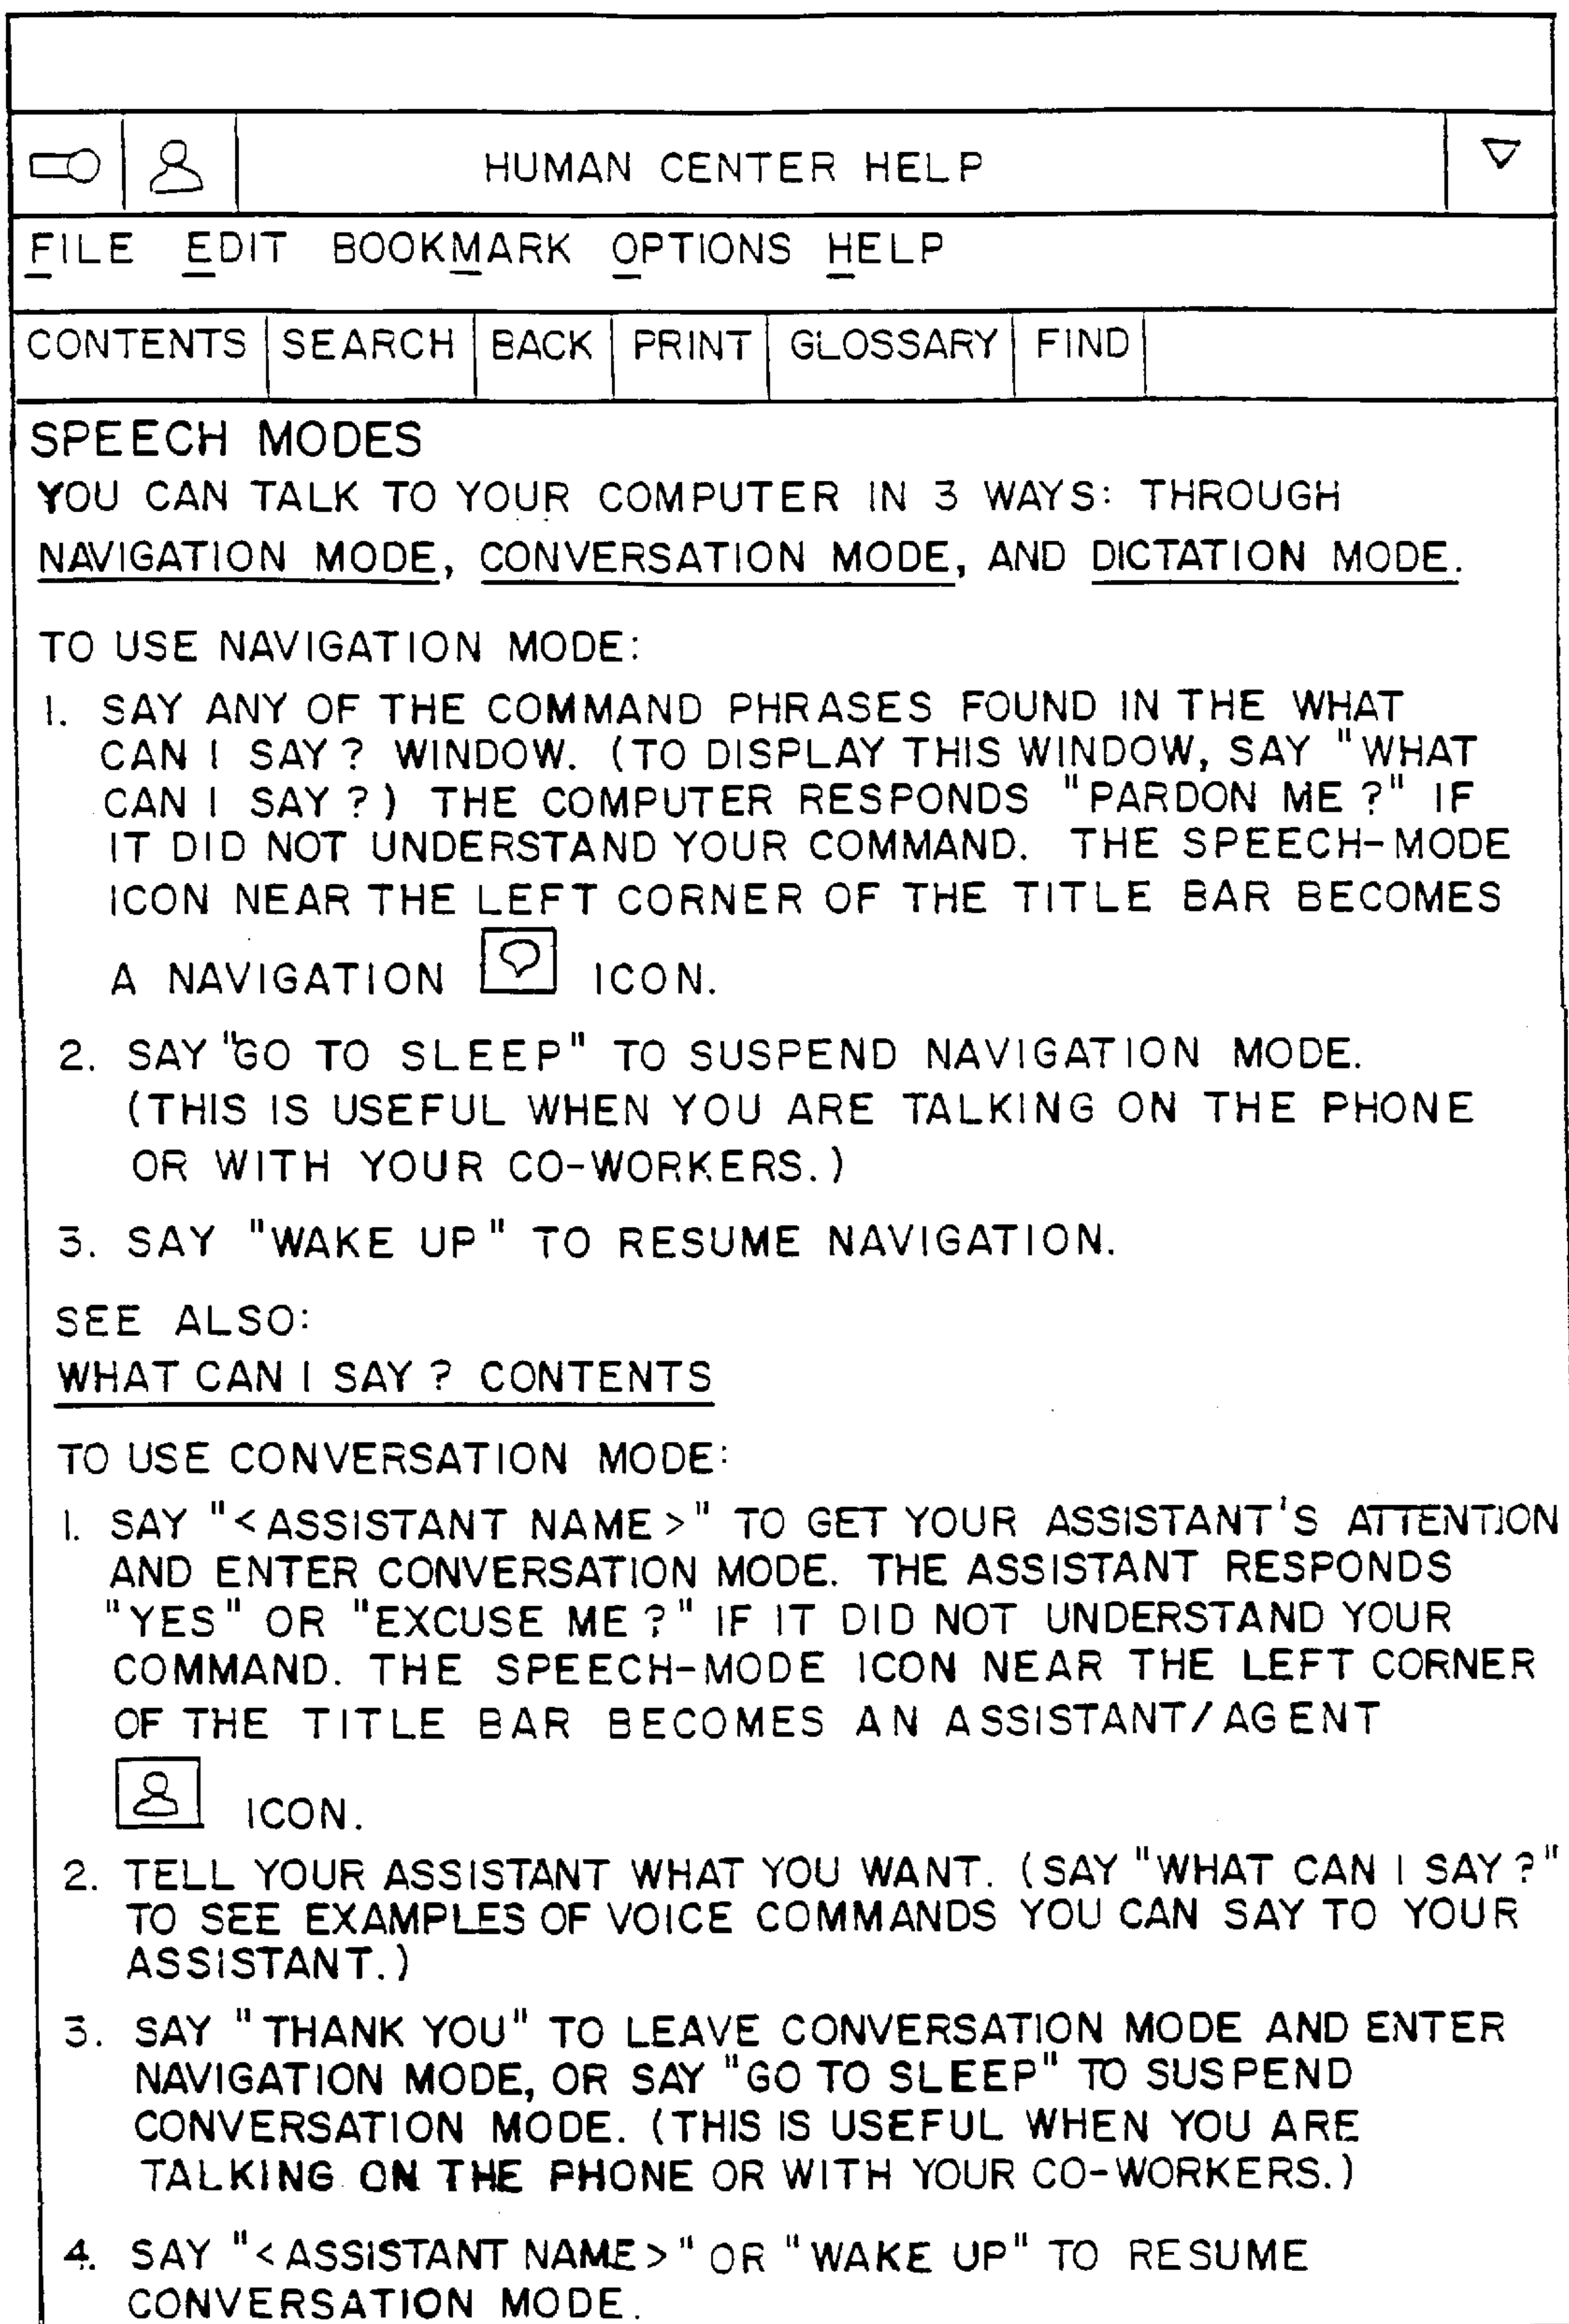 HUMAN CENTER HELP
FILE EDIT BOOKMARK OPTIONS HELP
CONTENTS SEARCH BACK PRINT GLOSSARY FIND
SPEECH MODES
YOU CAN TALK TO YOUR COMPUTER IN 3 WAYS: THROUGH
NAVIGATION MODE, CONVERSATION MODE, AND DICTATION MODE.
TO USE NAVIGATION MODE:
1. SAY ANY OF THE COMMAND PHRASES FOUND IN THE WHAT
CAN I SAY? WINDOW. (TO DISPLAY THIS WINDOW, SAY "WHAT
CAN I SAY?) THE COMPUTER RESPONDS "PARDON ME?" IF
IT DID NOT UNDERSTAND YOUR COMMAND. THE SPEECH-MODE
ICON NEAR THE LEFT CORNER OF THE TITLE BAR BECOMES
A NAVIGATION ICON.
2. SAY "GO TO SLEEP" TO SUSPEND NAVIGATION MODE.
(THIS IS USEFUL WHEN YOU ARE TALKING ON THE PHONE
OR WITH YOUR CO-WORKERS.)
3. SAY "WAKE UP" TO RESUME NAVIGATION.
SEE ALSO:
WHAT CAN I SAY? CONTENTS
TO USE CONVERSATION MODE:
1. SAY "<ASSISTANT NAME>" TO GET YOUR ASSISTANT'S ATTENTION
AND ENTER CONVERSATION MODE. THE ASSISTANT RESPONDS
"YES" OR "EXCUSE ME?" IF IT DID NOT UNDERSTAND YOUR
COMMAND. THE SPEECH-MODE ICON NEAR THE LEFT CORNER
OF THE TITLE BAR BECOMES AN ASSISTANT/AGENT
ICON.
2. TELL YOUR ASSISTANT WHAT YOU WANT. (SAY "WHAT CAN I SAY?"
TO SEE EXAMPLES OF VOICE COMMANDS YOU CAN SAY TO YOUR
ASSISTANT.)
3. SAY "THANK YOU" TO LEAVE CONVERSATION MODE AND ENTER
NAVIGATION MODE, OR SAY "GO TO SLEEP" TO SUSPEND
CONVERSATION MODE. (THIS IS USEFUL WHEN YOU ARE
TALKING ON THE PHONE OR WITH YOUR CO-WORKERS.)
4. SAY "<ASSISTANT NAME>" OR "WAKE UP" TO RESUME
CONVERSATION MODE.